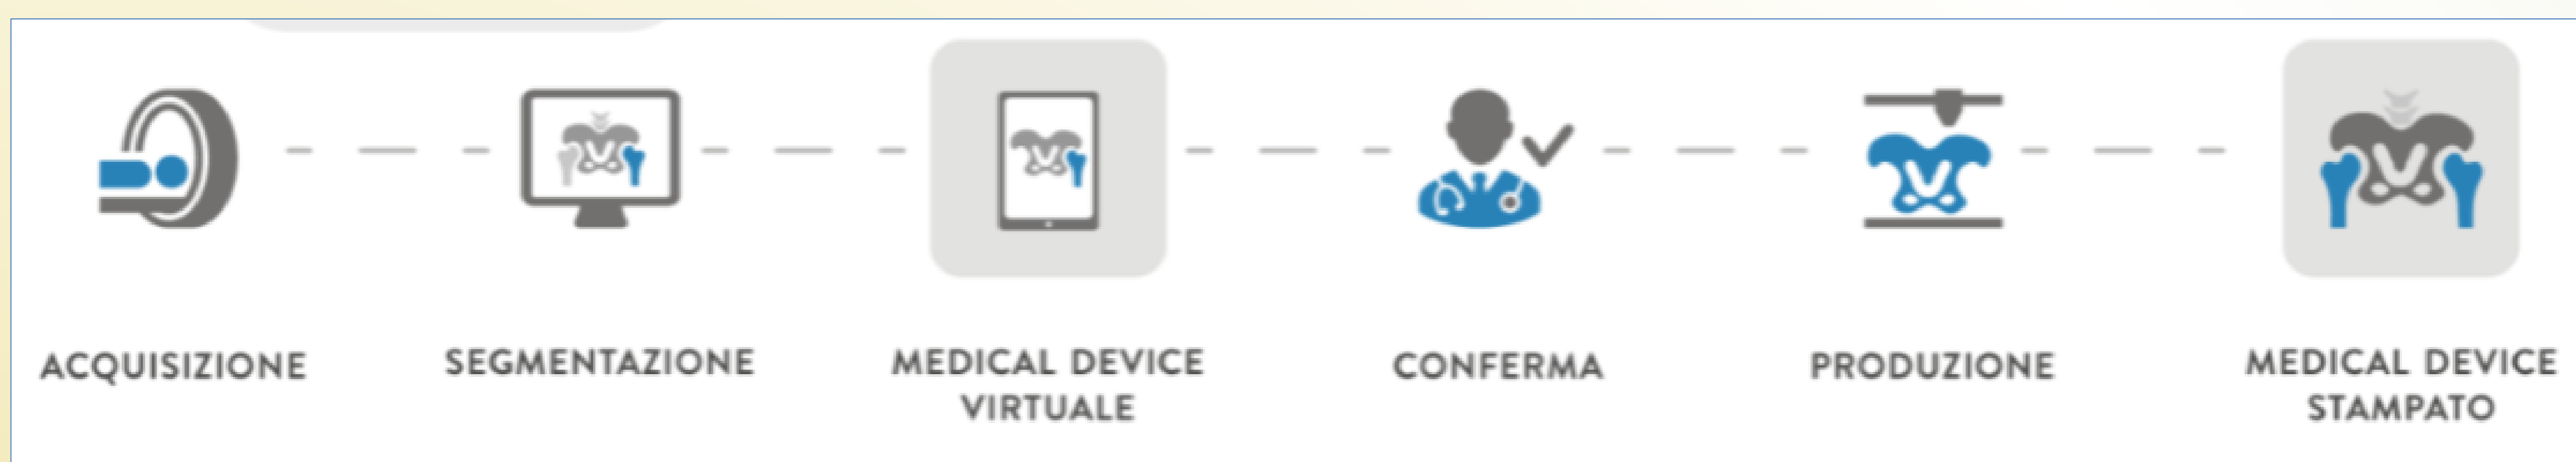 ACQUISIZIONE
SEGMENTAZIONE
MEDICAL DEVICE
VIRTUALE
CONFERMA
PRODUZIONE
MEDICAL DEVICE
STAMPATO